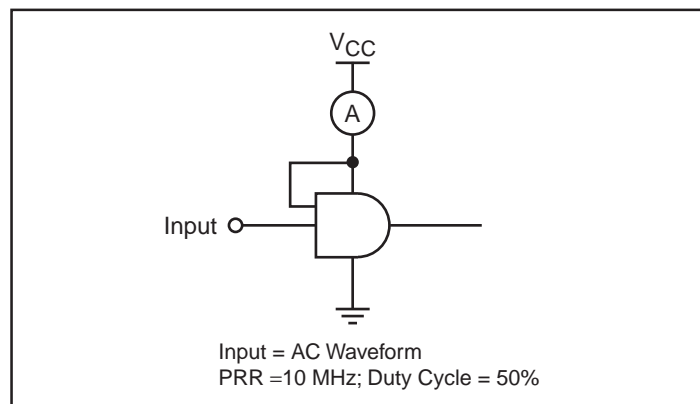 VCC
A
Input
Input = AC Waveform
PRR =10 MHz; Duty Cycle = 50%